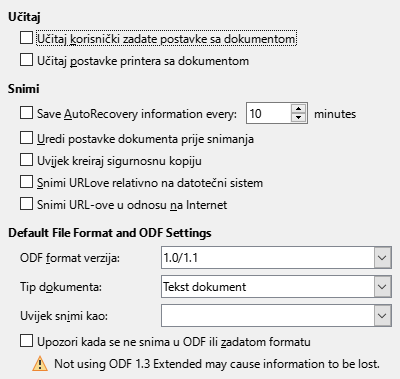 Učitaj
Učitaj korisnički zadate postavke sa dokumentom
Učitaj postavke printera sa dokumentom
Snimi
Save AutoRecovery information every: 10 minutes
Uredi postavke dokumenta prije snimanja
Uvijek kreiraj sigurnosnu kopiju
Snimi URLove relativno na datotečni sistem
Snimi URL-ove u odnosu na Internet
Default File Format and ODF Settings
ODF format verzija: 1.0/1.1
Tip dokumenta: Tekst dokument
Uvijek snimi kao:
Upozori kada se ne snima u ODF ili zadatom formatu
Not using ODF 1.3 Extended may cause information to be lost.